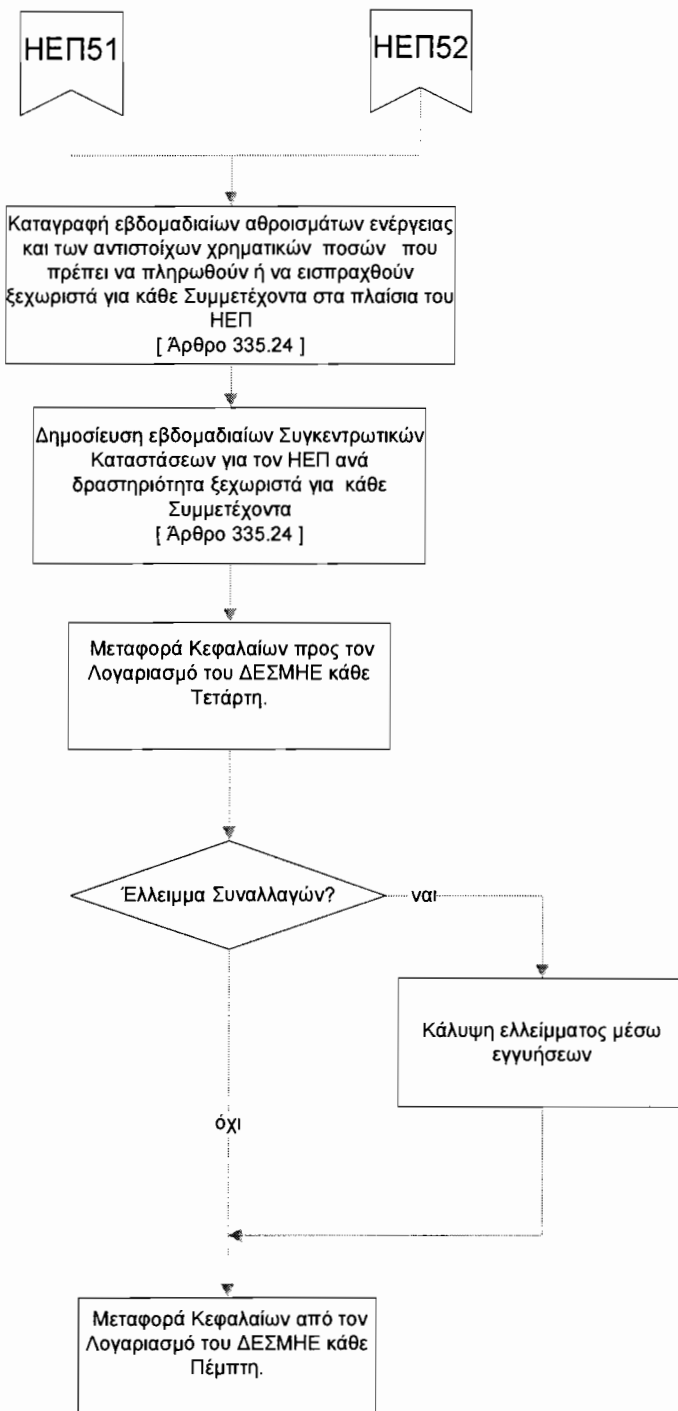 ΗΕΠ51
ΗΕΠ52
Καταγραφή εβδομαδιαίων αθροισμάτων ενέργειας
και των αντιστοίχων χρηματικών ποσών που
πρέπει να πληρωθούν ή να εισπραχθούν
ξεχωριστά για κάθε Συμμετέχοντα στα πλαίσια του
ΗΕΠ
[ Άρθρο 335.24 ]
Δημοσίευση εβδομαδιαίων Συγκεντρωτικών
Καταστάσεων για τον ΗΕΠ ανά
δραστηριότητα ξεχωριστά για κάθε
Συμμετέχοντα
[ Άρθρο 335.24 ]
Μεταφορά Κεφαλαίων προς τον
Λογαριασμό του ΔΕΣΜΗΕ κάθε
Τετάρτη.
Έλλειμμα Συναλλαγών?
ναι
Κάλυψη ελλείμματος μέσω
εγγυήσεων
όχι
Μεταφορά Κεφαλαίων από τον
Λογαριασμό του ΔΕΣΜΗΕ κάθε
Πέμπτη.